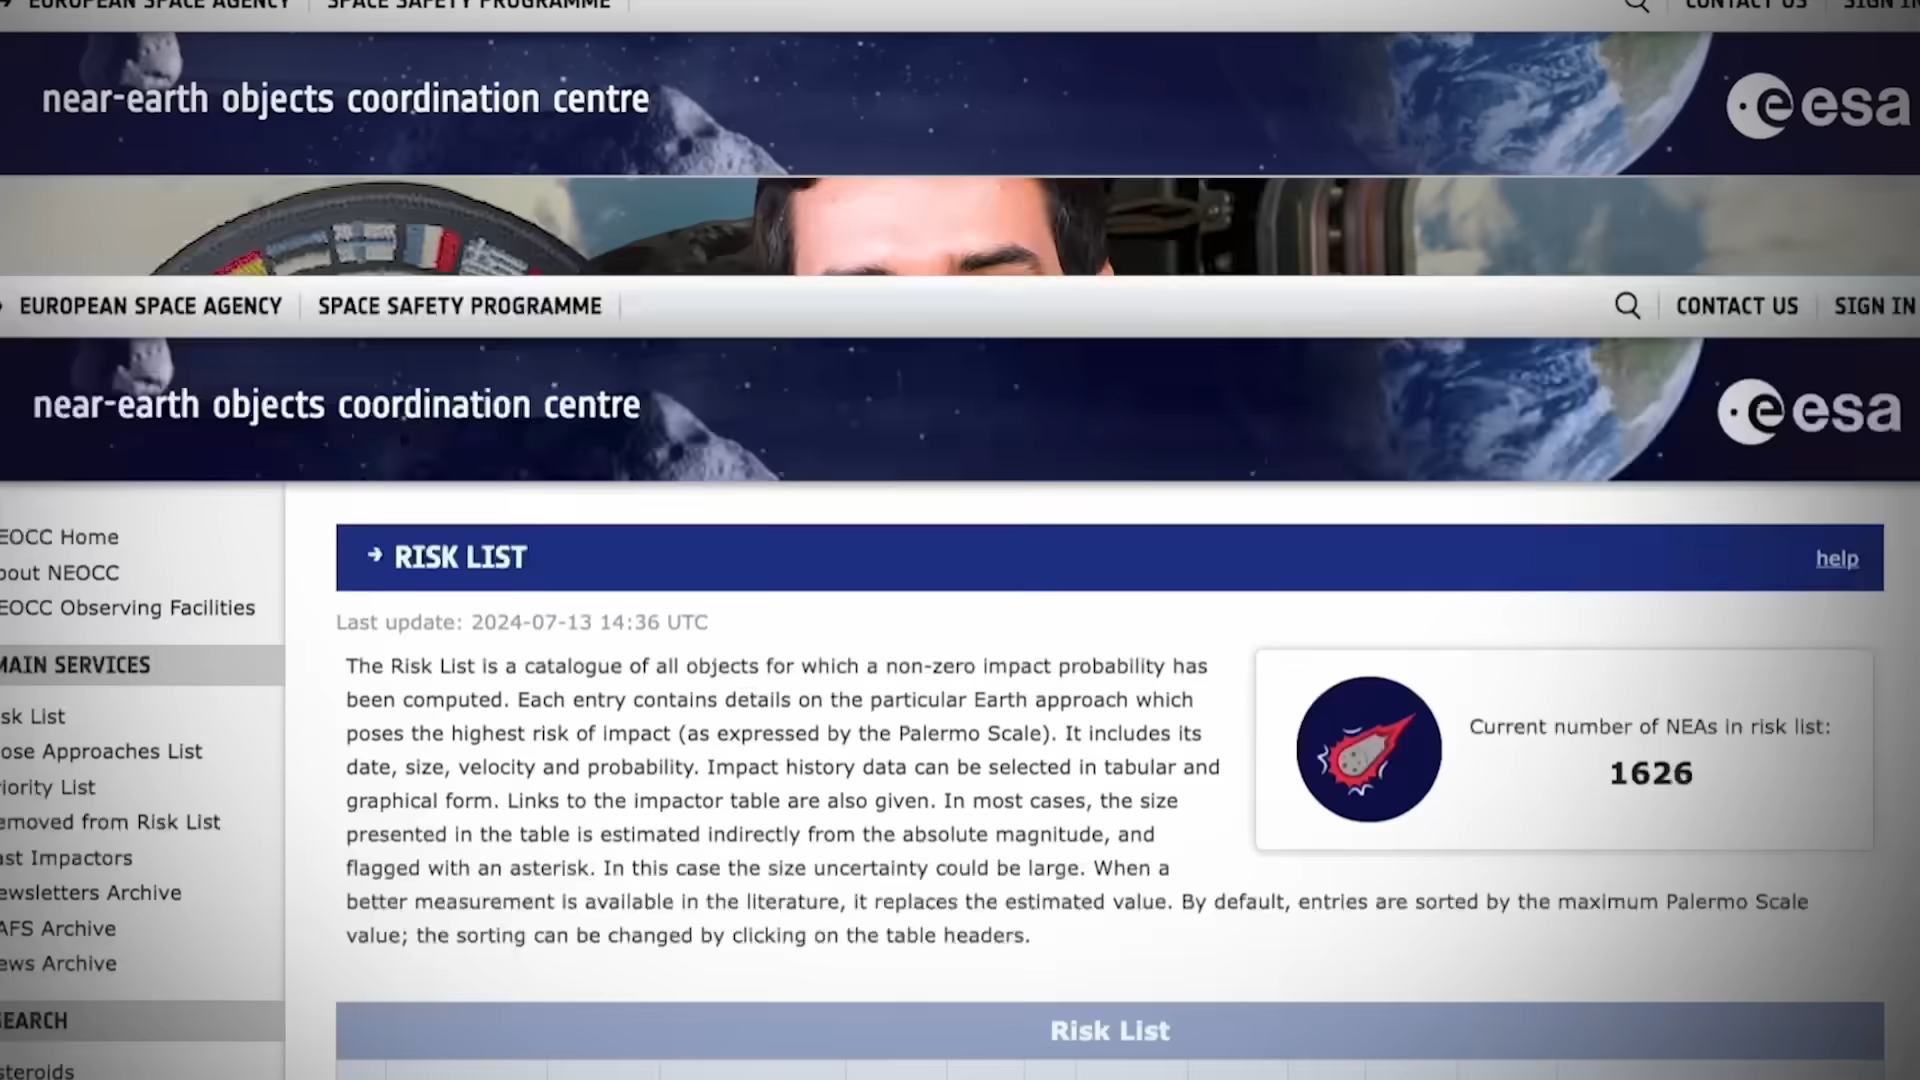 EUROPEAN SPACE AGENCY SPACE SAFETY PROGRAMME CONTACT US SIGN IN
near-earth objects coordination centre esa
EUROPEAN SPACE AGENCY SPACE SAFETY PROGRAMME CONTACT US SIGN IN
near-earth objects coordination centre esa
EOCC Home
bout NEOCC
EOCC Observing Facilities
MAIN SERVICES
sk List
ose Approaches List
iority List
emoved from Risk List
ast Impactors
ewsletters Archive
AFS Archive
ews Archive
EARCH
steroids
RISK LIST help
Last update: 2024-07-13 14:36 UTC
The Risk List is a catalogue of all objects for which a non-zero impact probability has
been computed. Each entry contains details on the particular Earth approach which
poses the highest risk of impact (as expressed by the Palermo Scale). It includes its
date, size, velocity and probability. Impact history data can be selected in tabular and
graphical form. Links to the impactor table are also given. In most cases, the size
presented in the table is estimated indirectly from the absolute magnitude, and
flagged with an asterisk. In this case the size uncertainty could be large. When a
better measurement is available in the literature, it replaces the estimated value. By default, entries are sorted by the maximum Palermo Scale
value; the sorting can be changed by clicking on the table headers.
Current number of NEAs in risk list:
1626
Risk List